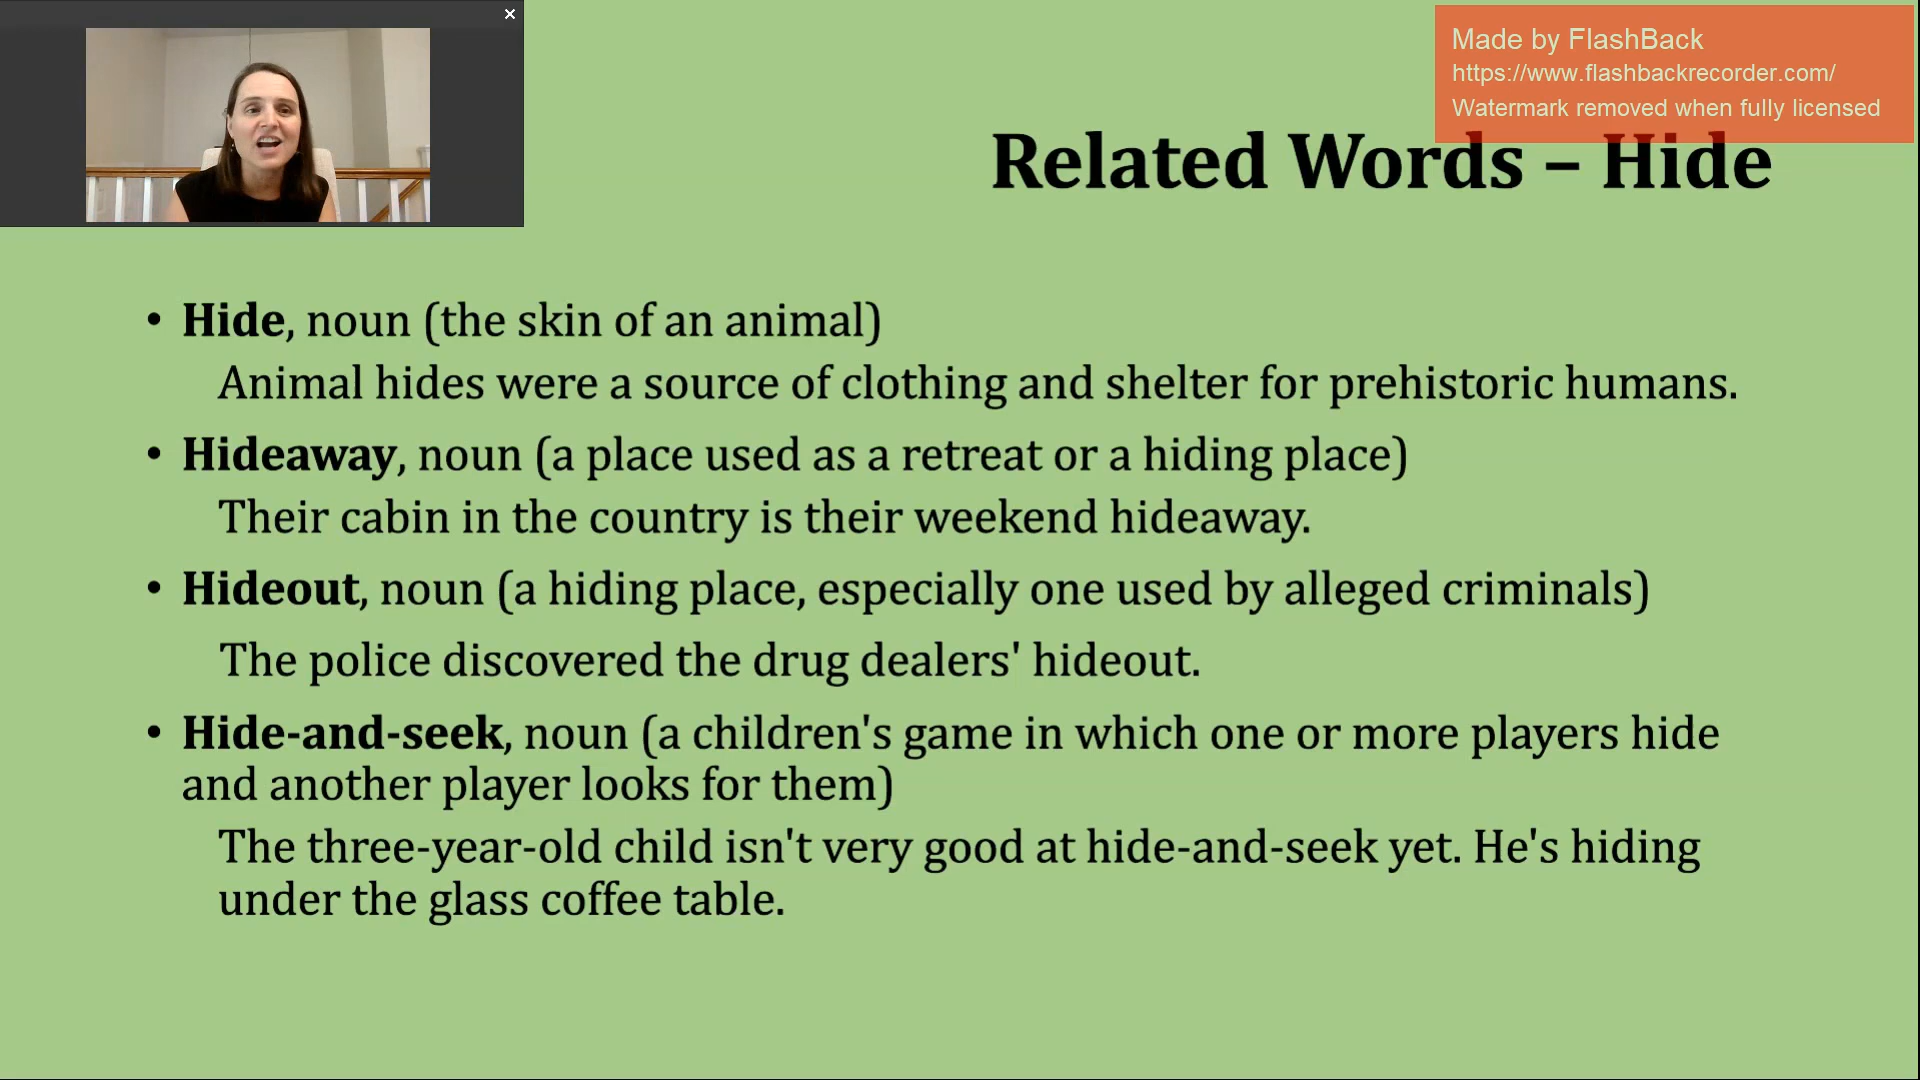 Made by FlashBack
https://www.flashbackrecorder.com/
Watermark removed when fully licensed
Related Words – Hide
• Hide, noun (the skin of an animal)
Animal hides were a source of clothing and shelter for prehistoric humans.
• Hideaway, noun (a place used as a retreat or a hiding place)
Their cabin in the country is their weekend hideaway.
• Hideout, noun (a hiding place, especially one used by alleged criminals)
The police discovered the drug dealers' hideout.
• Hide-and-seek, noun (a children's game in which one or more players hide
and another player looks for them)
The three-year-old child isn't very good at hide-and-seek yet. He's hiding
under the glass coffee table.